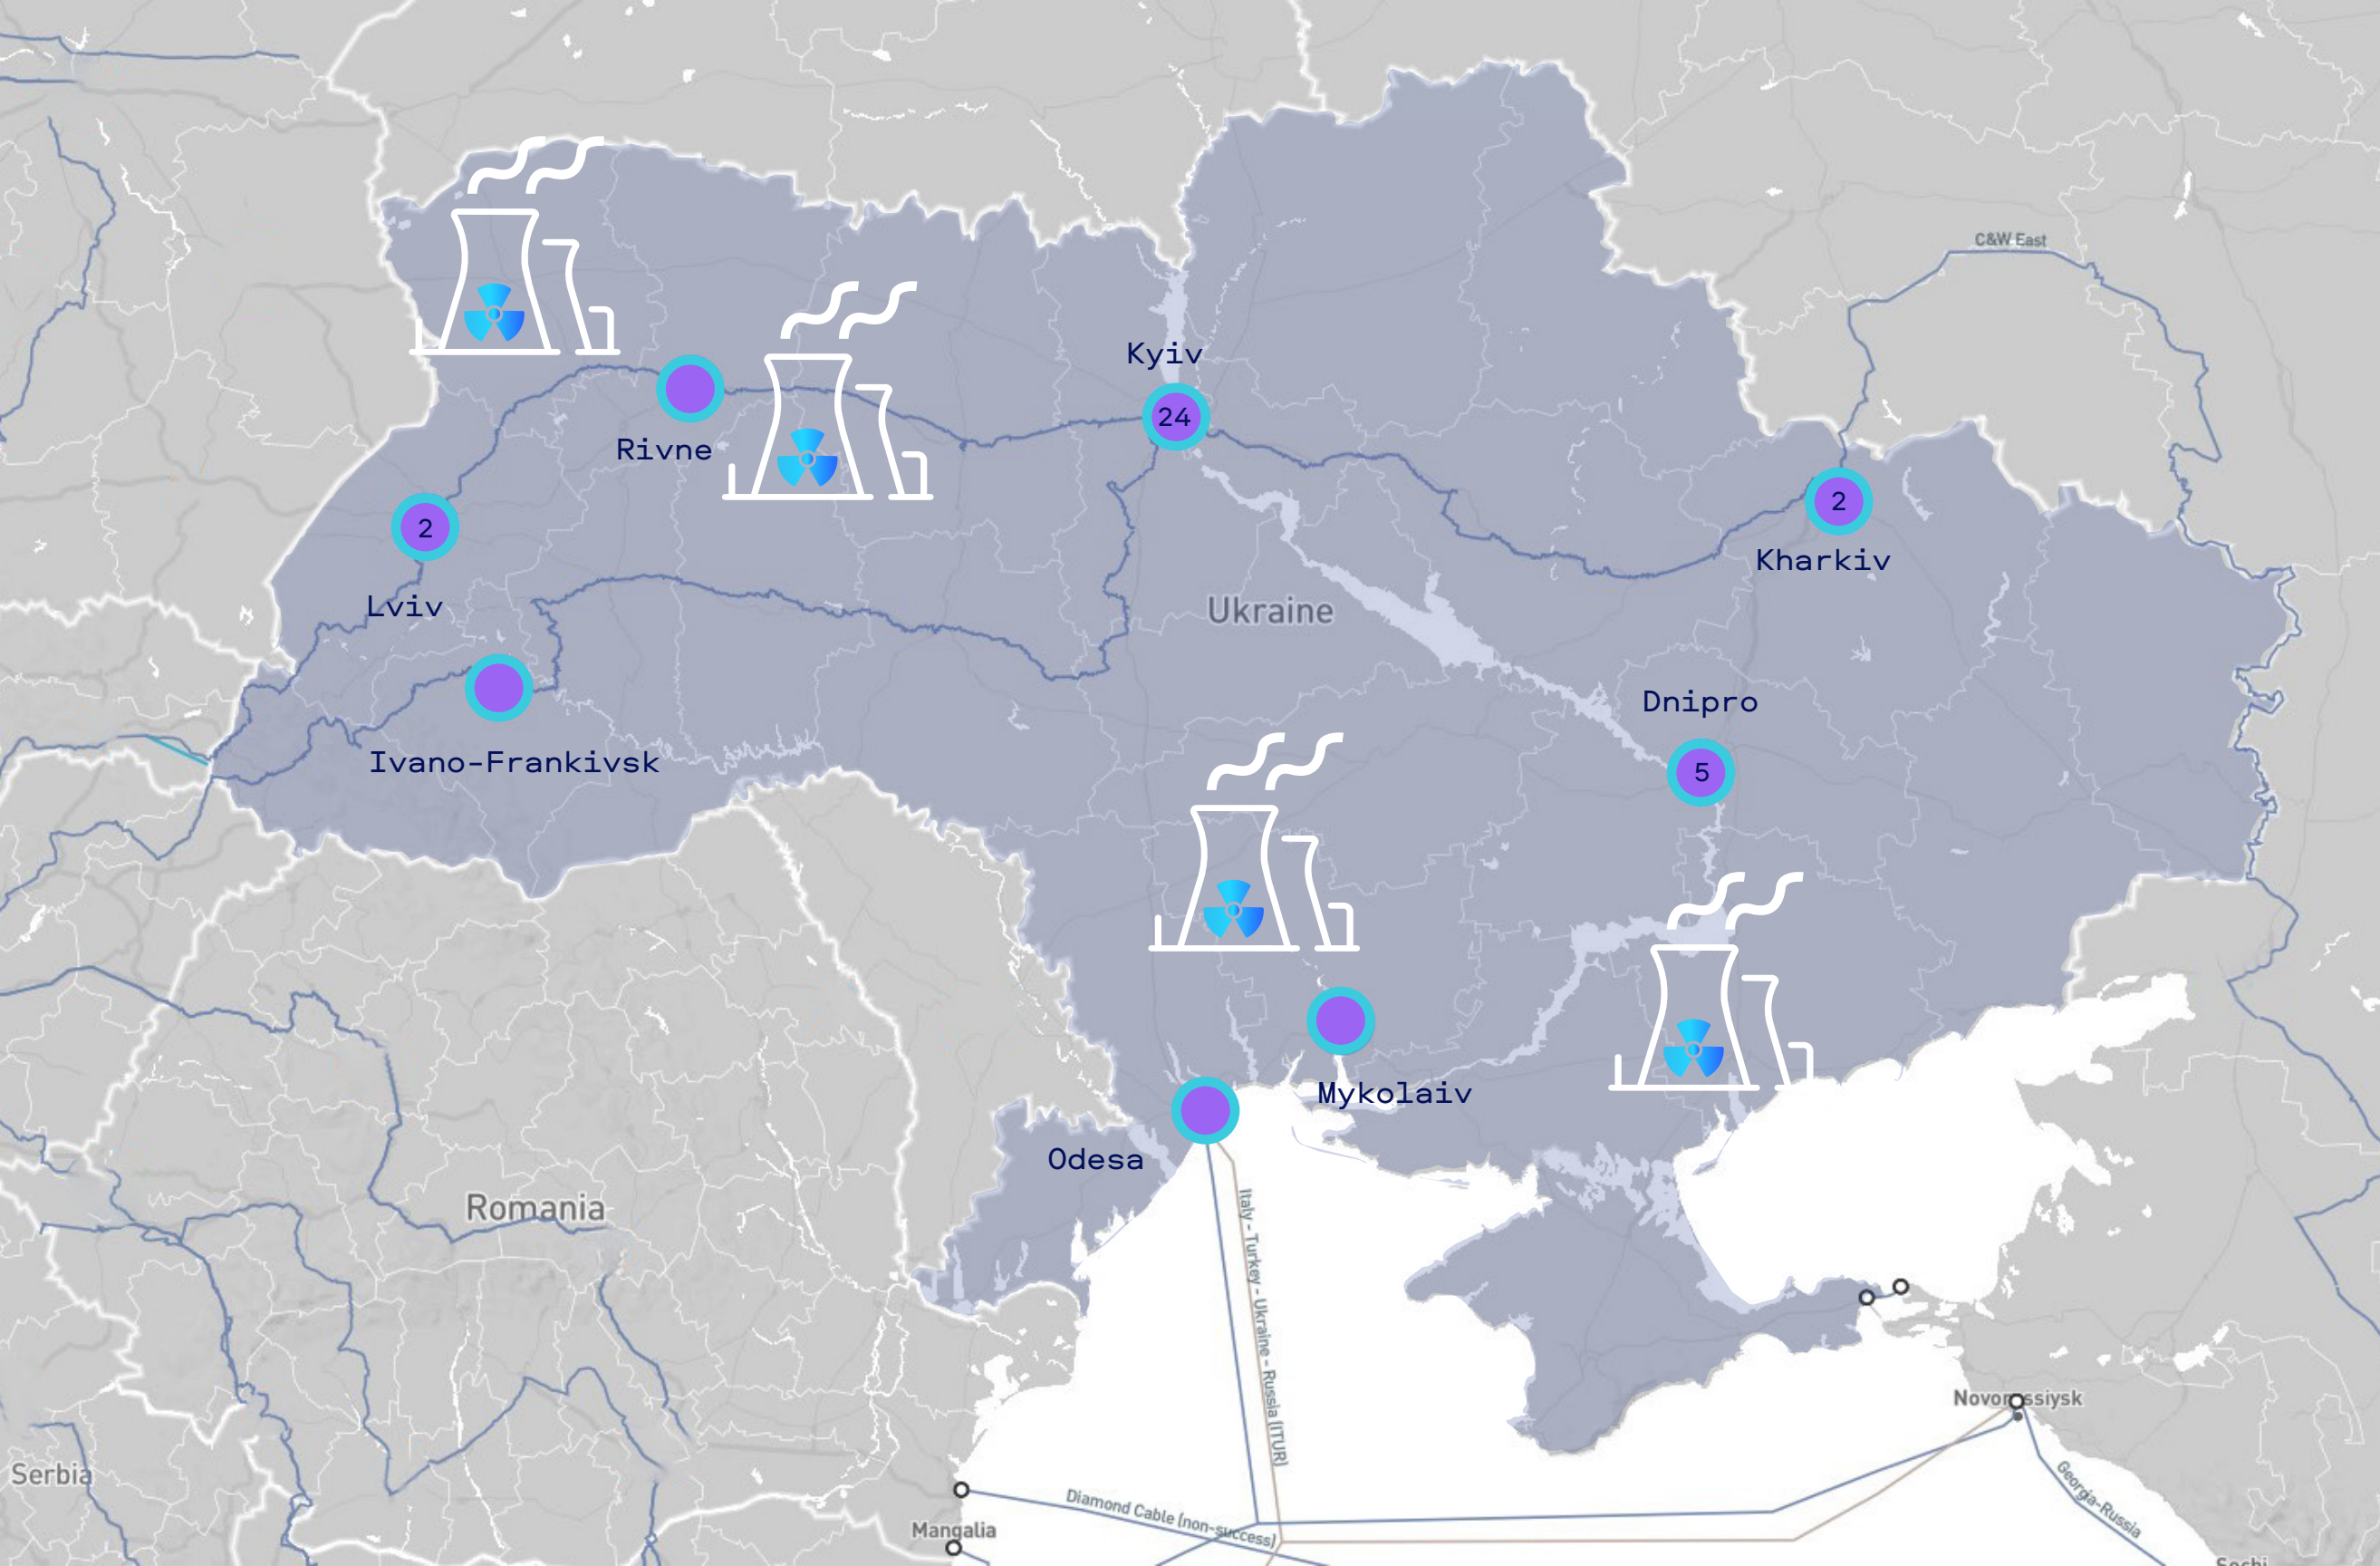 C&W East
Kyiv
24
Rivne
2
Kharkiv
2
Lviv
Ukraine
Dnipro
5
Ivano-Frankivsk
Mykolaiv
Odesa
Italy - Turkey - Ukraine - Russia (ITUR)
Romania
Novorossiysk
Serbia
Georgia-Russia
Diamond Cable (non-success)
Mangalia
Sochi